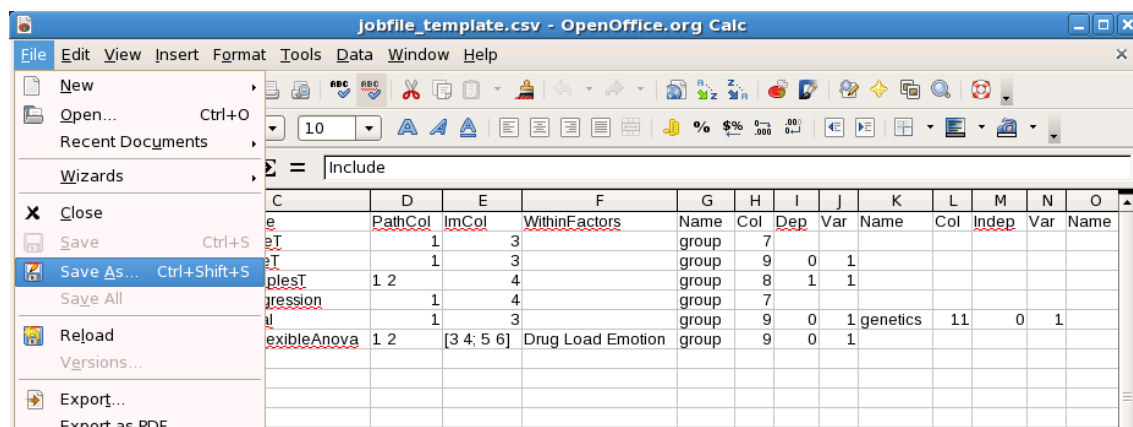 jobfile_template.csv - OpenOffice.org Calc
File Edit View Insert Format Tools Data Window Help
New
Open... Ctrl+O
Recent Documents
Wizards
Close
Save Ctrl+S
Save As... Ctrl+Shift+S
Save All
Reload
Versions...
Export...
Export as PDF
10
Include
C D E F G H I J K L M N O
e PathCol ImCol WithinFactors Name Col Dep Var Name Col Indep Var Name
eT 1 3 group 7
eT 1 3 group 9 0 1
plesT 1 2 4 group 8 1 1
gression 1 4 group 7
al 1 3 group 9 0 1 genetics 11 0 1
exibleAnova 1 2 [3 4; 5 6] Drug Load Emotion group 9 0 1